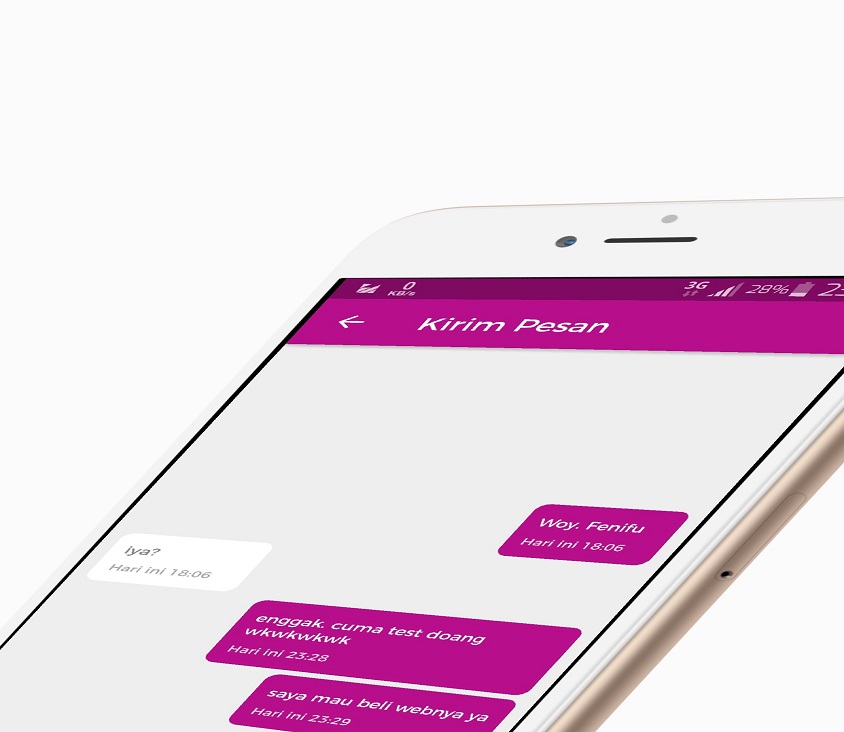 0
KB/s
3G
28%
Kirim Pesan
Woy. Fenifu
Hari ini 18:06
iya?
Hari ini 18:06
enggak. cuma test doang
wkwkwkwk
Hari ini 23:28
saya mau beli webnya ya
Hari ini 23:29